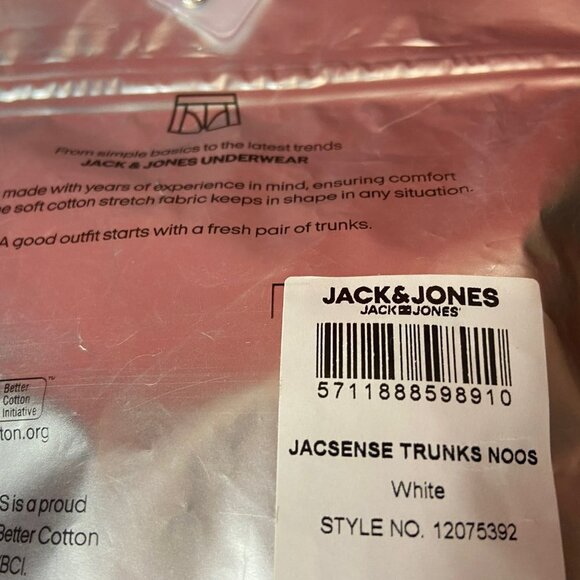 From simple basics to the latest trends
JACK & JONES UNDERWEAR
made with years of experience in mind, ensuring comfort
soft cotton stretch fabric keeps in shape in any situation.
A good outfit starts with a fresh pair of trunks.
JACK&JONES
JACK JONES
5711888598910
JACSENSE TRUNKS NOOS
White
STYLE NO. 12075392
Better
Cotton
Initiative
TM
ton.org
S is a proud
Better Cotton
BCI.